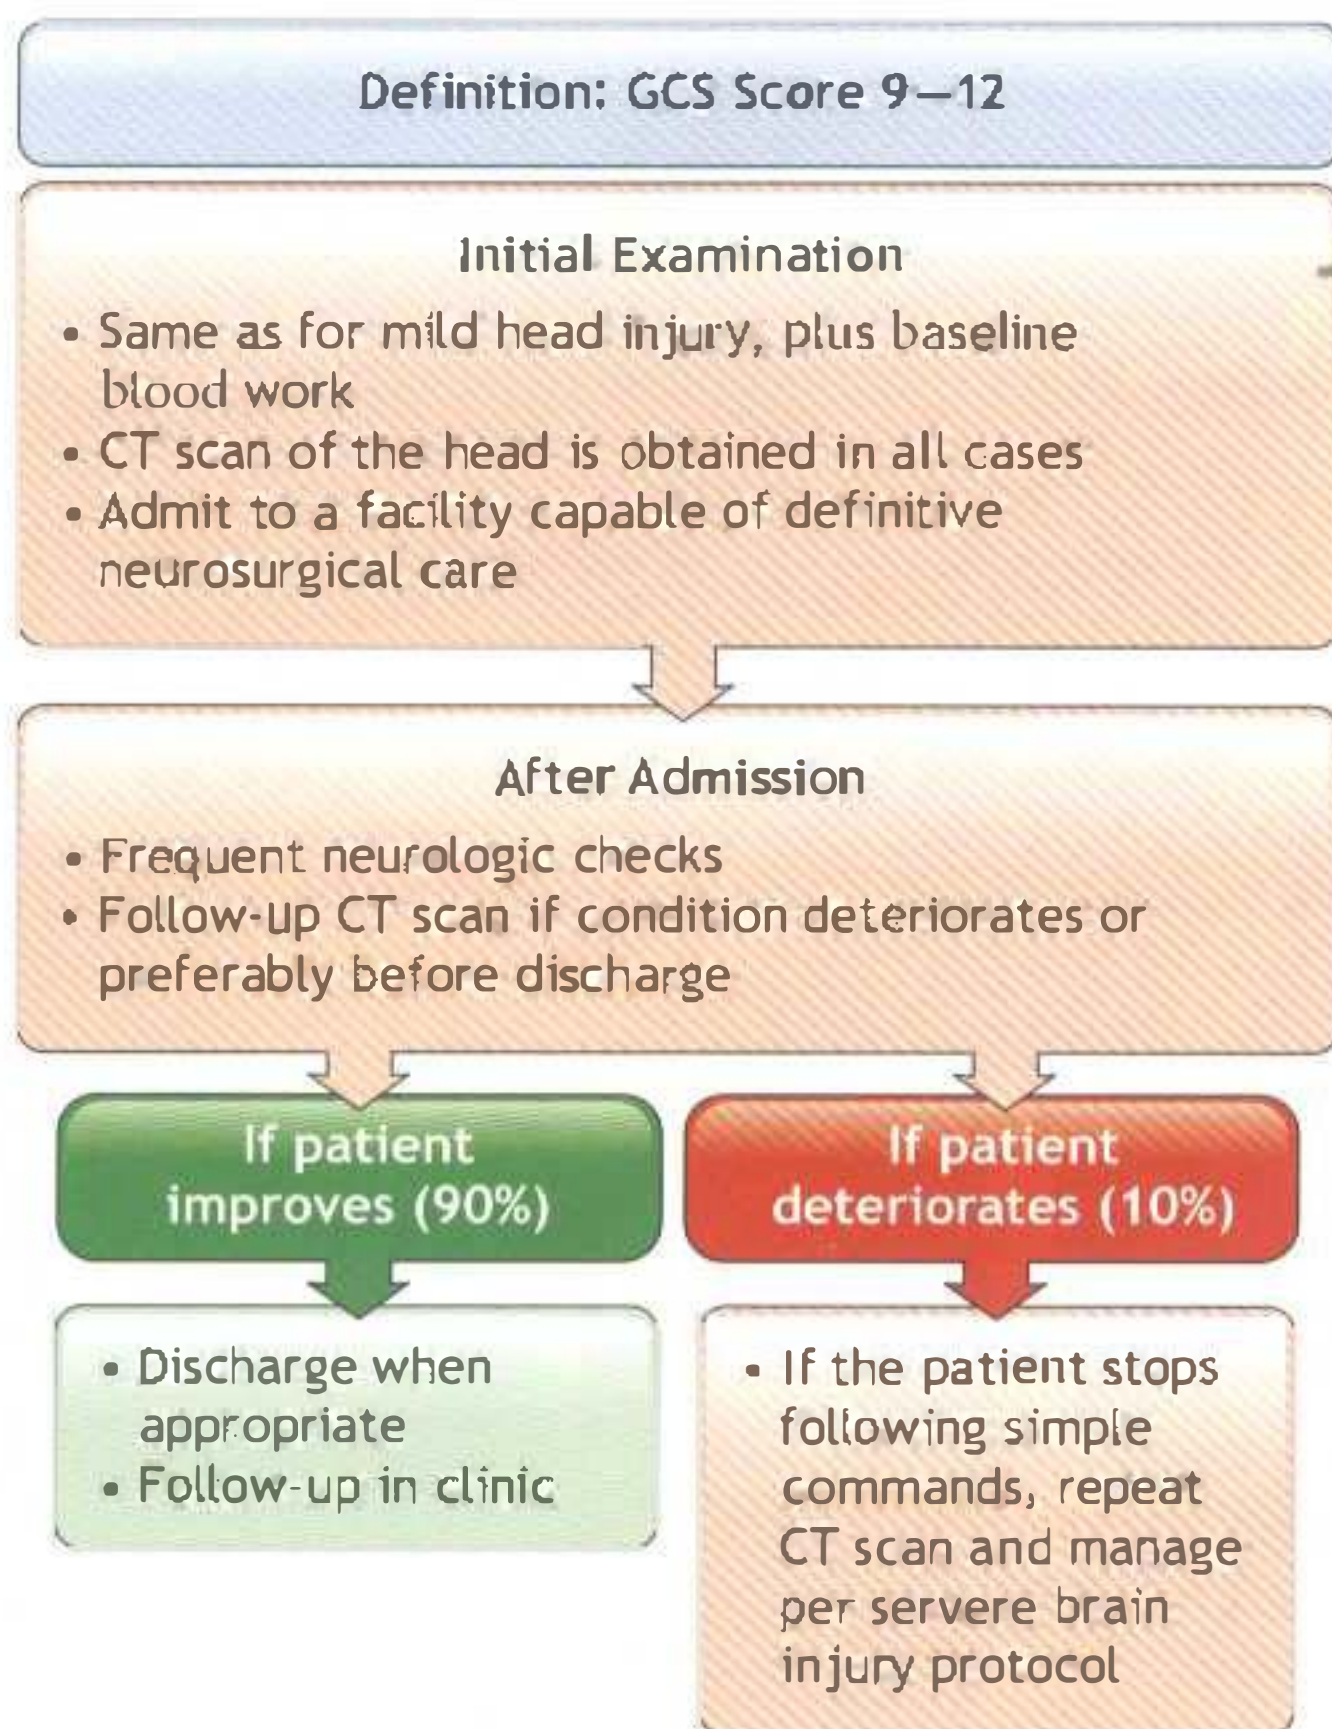 Definition: GCS Score 9–12
Initial Examination
• Same as for mild head injury, plus baseline
blood work
• CT scan of the head is obtained in all cases
• Admit to a facility capable of definitive
neurosurgical care
After Admission
• Frequent neurologic checks
• Follow-up CT scan if condition deteriorates or
preferably before discharge
If patient
improves (90%)
If patient
deteriorates (10%)
• Discharge when
appropriate
• Follow-up in clinic
• If the patient stops
following simple
commands, repeat
CT scan and manage
per servere brain
injury protocol